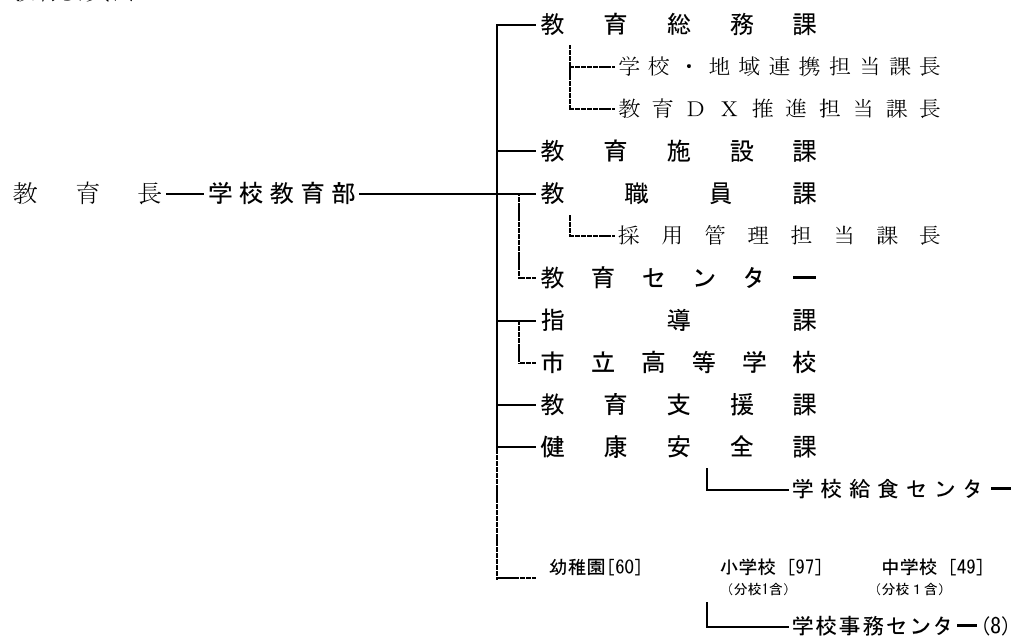 教育総務課
学校・地域連携担当課長
教育DX推進担当課長
教育施設課
教育長 学校教育部 教職員課
採用管理担当課長
教育センター
指導課
市立高等学校
教育支援課
健康安全課
学校給食センター
幼稚園[60] 小学校 [97] 中学校 [49]
(分校1含) (分校1含)
学校事務センター(8)